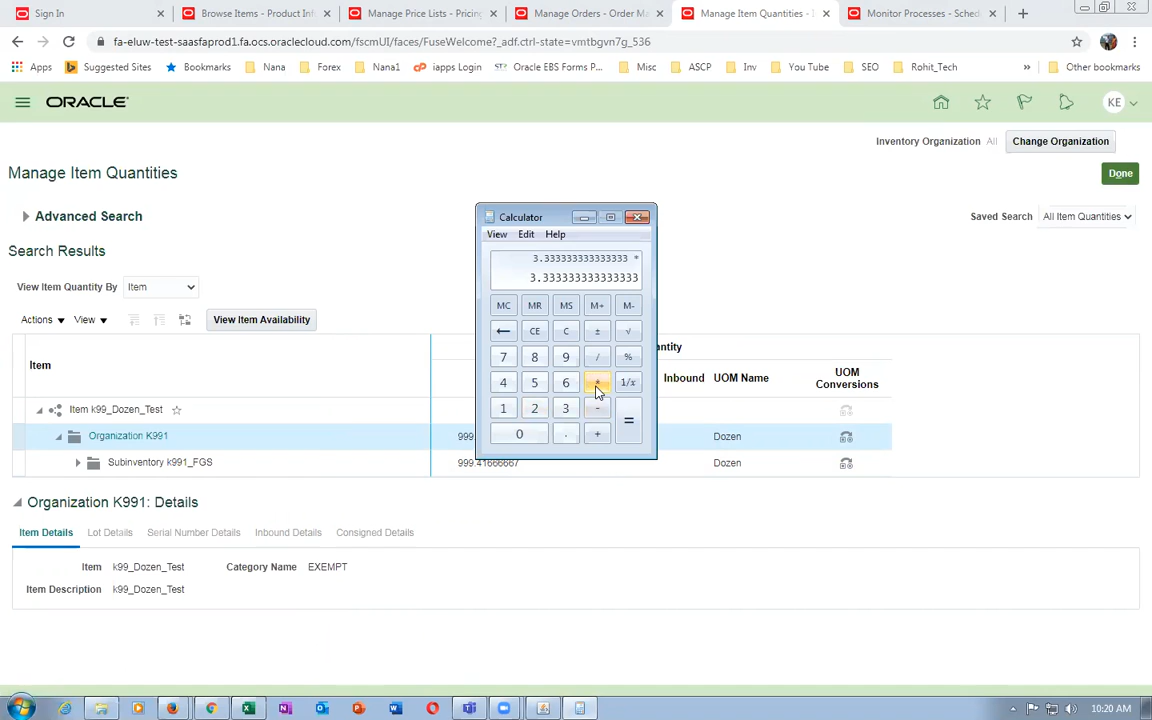 Sign In
Browse Items - Product Inf
Manage Price Lists - Pricing
Manage Orders - Order Ma
Manage Item Quantities -
Monitor Processes - Sched
fa-eluw-test-saasfaprod1.fa.ocs.oraclecloud.com/fscmUI/faces/FuseWelcome?_adf.ctrl-state=vmtbgvn7g_536
Apps
Suggested Sites
Bookmarks
Nana
Forex
Nana1
iapps Login
Oracle EBS Forms P...
Misc
ASCP
Inv
You Tube
SEO
Rohit_Tech
»
Other bookmarks
ORACLE
KE
Inventory Organization All
Change Organization
Manage Item Quantities
Done
Advanced Search
Saved Search
All Item Quantities
Search Results
View Item Quantity By
Item
Actions
View
View Item Availability
Item
Inbound
UOM Name
UOM Conversions
Item k99_Dozen_Test
Organization K991
999.
Dozen
Subinventory k991_FGS
999.41666667
Dozen
Organization K991: Details
Item Details
Lot Details
Serial Number Details
Inbound Details
Consigned Details
Item k99_Dozen_Test
Category Name EXEMPT
Item Description k99_Dozen_Test
Calculator
View Edit Help
3.333333333333333 *
3.333333333333333
MC MR MS M+ M-
← CE C ± √
7 8 9 / %
4 5 6 * 1/x
1 2 3 - =
0 . +
10:20 AM